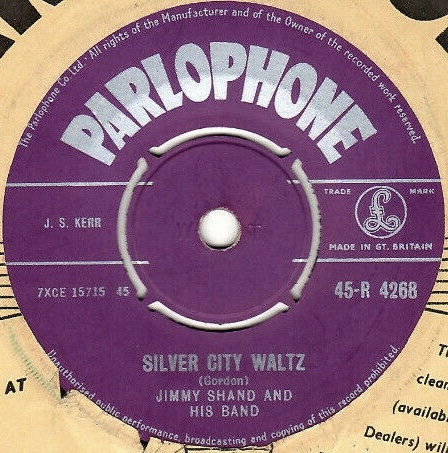 The Parlophone Co. Ltd · All rights of the Manufacturer and of the Owner of the recorded work reserved.
PARLOPHONE
TRADE MARK
£
J. S. KERR
MADE IN GT. BRITAIN
7XCE 15715 45
45-R 4268
SILVER CITY WALTZ
(Gordon)
JIMMY SHAND AND
HIS BAND
Unauthorised public performance, broadcasting and copying of this record prohibited
AT
clean
(availab
Dealers) will